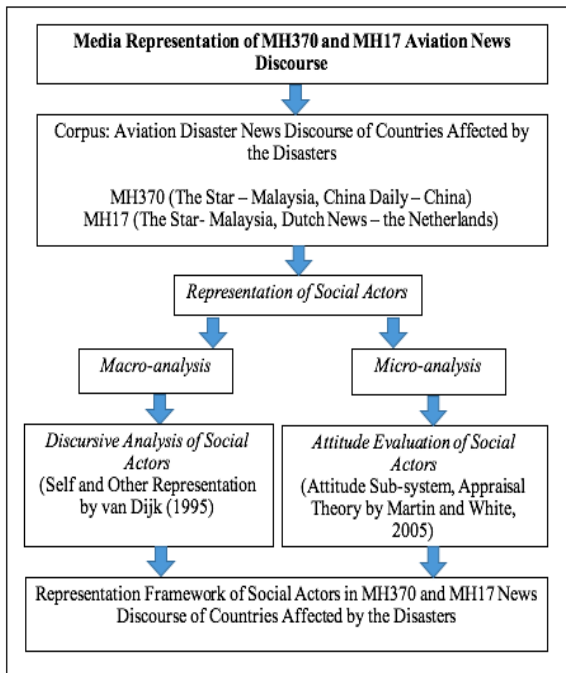 Media Representation of MH370 and MH17 Aviation News
Discourse
Corpus: Aviation Disaster News Discourse of Countries Affected by
the Disasters
MH370 (The Star – Malaysia, China Daily – China)
MH17 (The Star- Malaysia, Dutch News – the Netherlands)
Representation of Social Actors
Macro-analysis
Micro-analysis
Discursive Analysis of Social
Actors
(Self and Other Representation
by van Dijk (1995)
Attitude Evaluation of Social
Actors
(Attitude Sub-system, Appraisal
Theory by Martin and White,
2005)
Representation Framework of Social Actors in MH370 and MH17 News
Discourse of Countries Affected by the Disasters